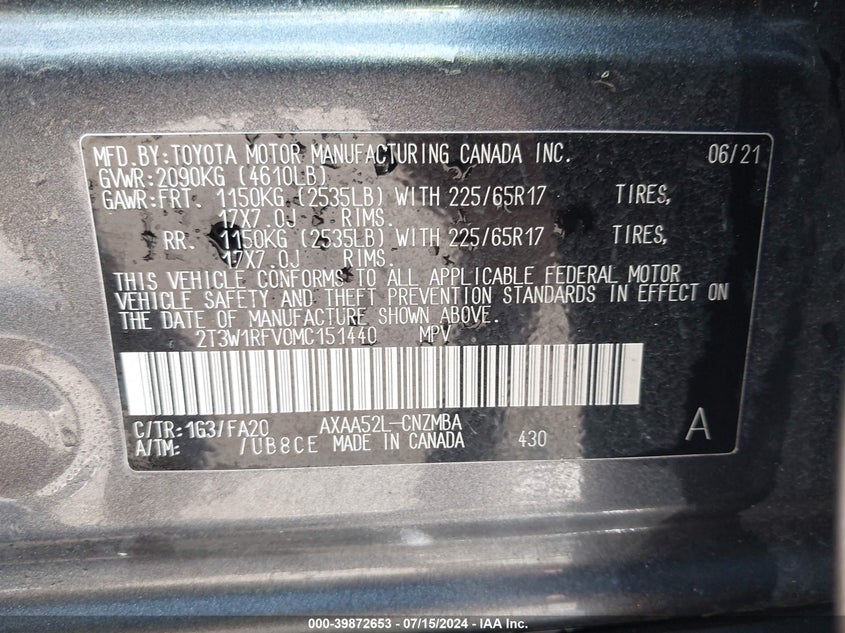 MFD.BY:TOYOTA MOTOR MANUFACTURING CANADA INC. 06/21
GVWR:2090KG (4610LB)
GAWR:FRT. 1150KG (2535LB) WITH 225/65R17 TIRES,
17X7.0J RIMS.
RR. 1150KG (2535LB) WITH 225/65R17 TIRES,
17X7.0J RIMS.
THIS VEHICLE CONFORMS TO ALL APPLICABLE FEDERAL MOTOR
VEHICLE SAFETY AND THEFT PREVENTION STANDARDS IN EFFECT ON
THE DATE OF MANUFACTURE SHOWN ABOVE.
2T3W1RFV0MC151440 MPV
C/TR:1G3/FA20 AXAA52L-CNZMBA
A/TM: /UB8CE MADE IN CANADA 430 A
000-39872653 - 07/15/2024 - IAA Inc.